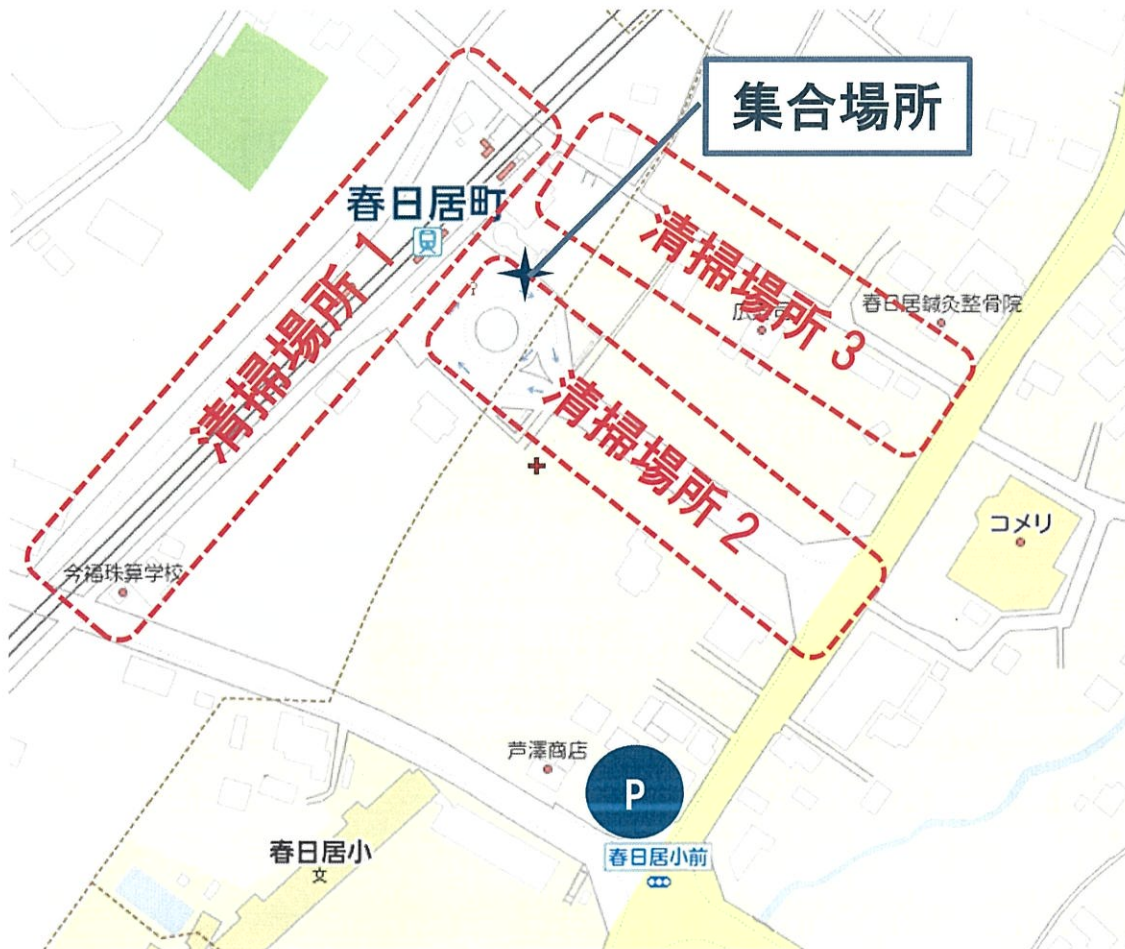 集合場所
春日居町
清掃場所 1
清掃場所 3
春日居鍼灸整骨院
清掃場所 2
コメリ
今福珠算学校
芦澤商店
P
春日居小前
春日居小
文